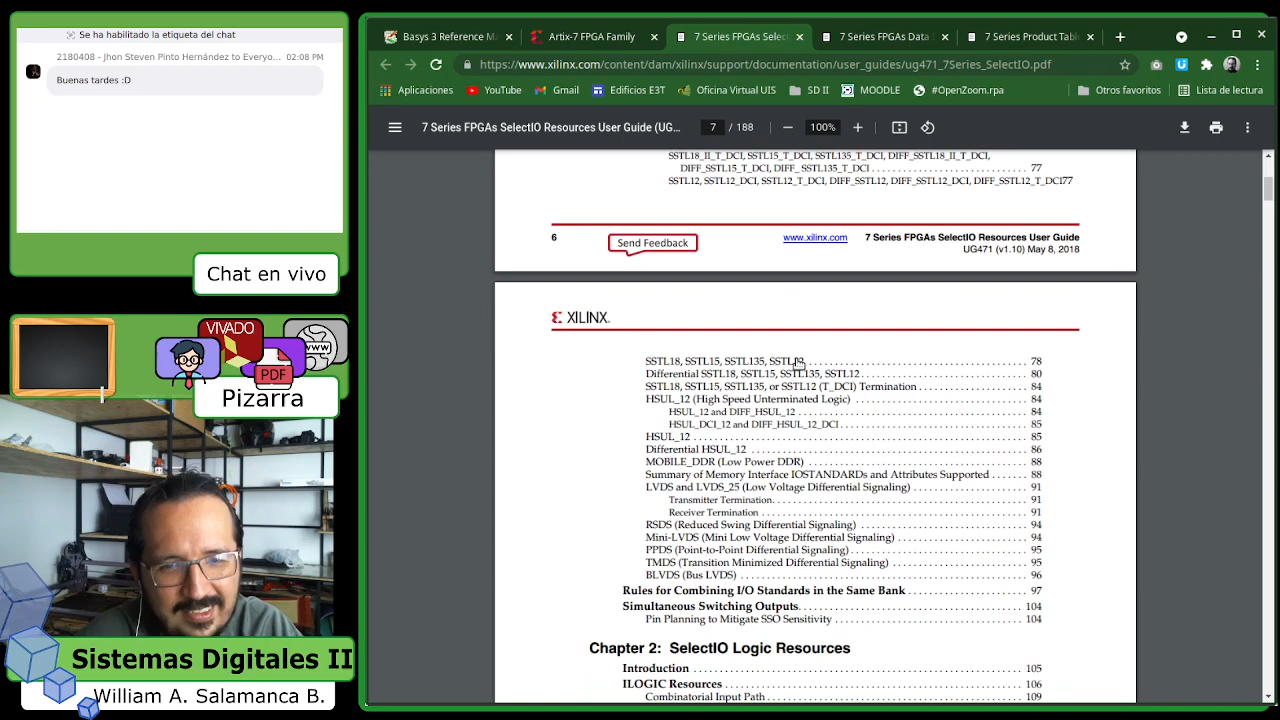 Se ha habilitado la etiqueta del chat
2180408 - Jhon Steven Pinto Hernández to Everyo... 02:08 PM
Buenas tardes :D
Chat en vivo
VIVADO
WWW
PDF
Pizarra
Sistemas Digitales II
William A. Salamanca B.
Basys 3 Reference M
Artix-7 FPGA Family
7 Series FPGAs Selec
7 Series FPGAs Data
7 Series Product Tabl
https://www.xilinx.com/content/dam/xilinx/support/documentation/user_guides/ug471_7Series_SelectIO.pdf
Aplicaciones YouTube Gmail Edificios E3T Oficina Virtual UIS SD II MOODLE #OpenZoom.rpa Otros favoritos Lista de lectura
7 Series FPGAs SelectIO Resources User Guide (UG... 7 / 188 100%
SSTL18_II_T_DCI, SSTL15_T_DCI, SSTL135_T_DCI, DIFF_SSTL18_II_T_DCI,
DIFF_SSTL15_T_DCI, DIFF_ SSTL135_T_DCI 77
SSTL12, SSTL12_DCI, SSTL12_T_DCI, DIFF_SSTL12, DIFF_SSTL12_DCI, DIFF_SSTL12_T_DCI77
6 Send Feedback www.xilinx.com 7 Series FPGAs SelectIO Resources User Guide
UG471 (v1.10) May 8, 2018
XILINX
SSTL18, SSTL15, SSTL135, SSTL12 78
Differential SSTL18, SSTL15, SSTL135, SSTL12 80
SSTL18, SSTL15, SSTL135, or SSTL12 (T_DCI) Termination 84
HSUL_12 (High Speed Unterminated Logic) 84
HSUL_12 and DIFF_HSUL_12 84
HSUL_DCI_12 and DIFF_HSUL_12_DCI 85
HSUL_12 85
Differential HSUL_12 86
MOBILE_DDR (Low Power DDR) 88
Summary of Memory Interface IOSTANDARDs and Attributes Supported 88
LVDS and LVDS_25 (Low Voltage Differential Signaling) 91
Transmitter Termination 91
Receiver Termination 91
RSDS (Reduced Swing Differential Signaling) 94
Mini-LVDS (Mini Low Voltage Differential Signaling) 94
PPDS (Point-to-Point Differential Signaling) 95
TMDS (Transition Minimized Differential Signaling) 95
BLVDS (Bus LVDS) 96
Rules for Combining I/O Standards in the Same Bank 97
Simultaneous Switching Outputs 104
Pin Planning to Mitigate SSO Sensitivity 104
Chapter 2: SelectIO Logic Resources
Introduction 105
ILOGIC Resources 106
Combinatorial Input Path 109